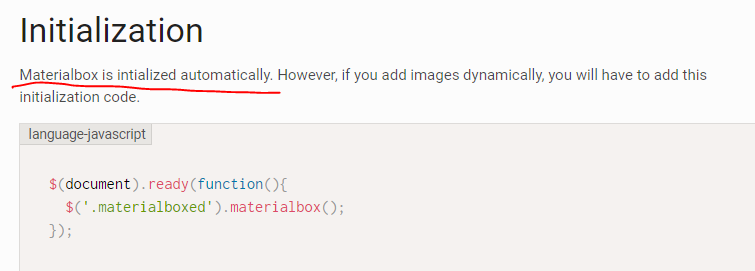 Initialization
Materialbox is intialized automatically. However, if you add images dynamically, you will have to add this
initialization code.
language-javascript
$(document).ready(function(){
  $('.materialboxed').materialbox();
});